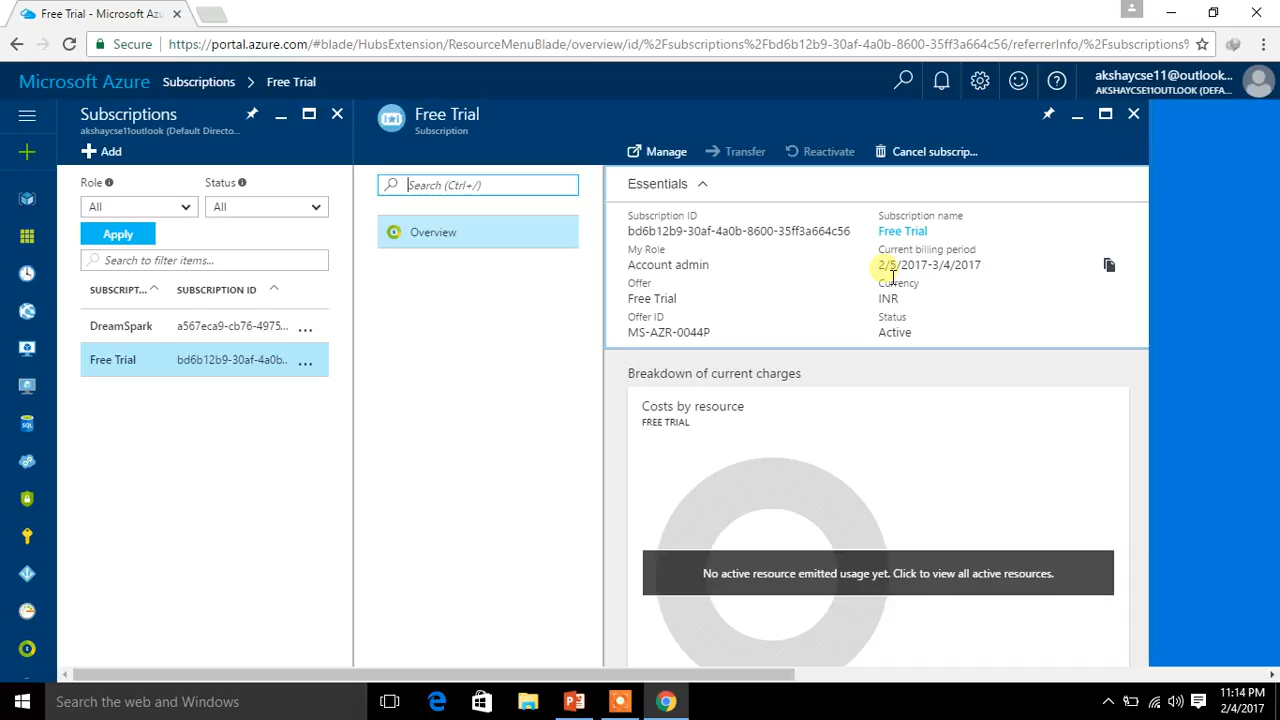 Free Trial - Microsoft Azu
Secure
https://portal.azure.com/#blade/HubsExtension/ResourceMenuBlade/overview/id/%2Fsubscriptions%2Fbd6b12b9-30af-4a0b-8600-35ff3a664c56/referrerInfo/%2Fsubscriptions%
Microsoft Azure Subscriptions > Free Trial
akshaycse11@outlook...
AKSHAYCSE11OUTLOOK (DEFA...
Subscriptions
akshaycse11outlook (Default Directo...
Add
Role Status
All All
Apply
Search to filter items...
SUBSCRIPT... SUBSCRIPTION ID
DreamSpark a567eca9-cb76-4975... ...
Free Trial bd6b12b9-30af-4a0b.. ...
Free Trial
Subscription
Search (Ctrl+/)
Overview
Manage Transfer Reactivate Cancel subscrip...
Essentials
Subscription ID Subscription name
bd6b12b9-30af-4a0b-8600-35ff3a664c56 Free Trial
My Role Current billing period
Account admin 2/5/2017-3/4/2017
Offer Currency
Free Trial INR
Offer ID Status
MS-AZR-0044P Active
Breakdown of current charges
Costs by resource
FREE TRIAL
No active resource emitted usage yet. Click to view all active resources.
Search the web and Windows
11:14 PM
2/4/2017